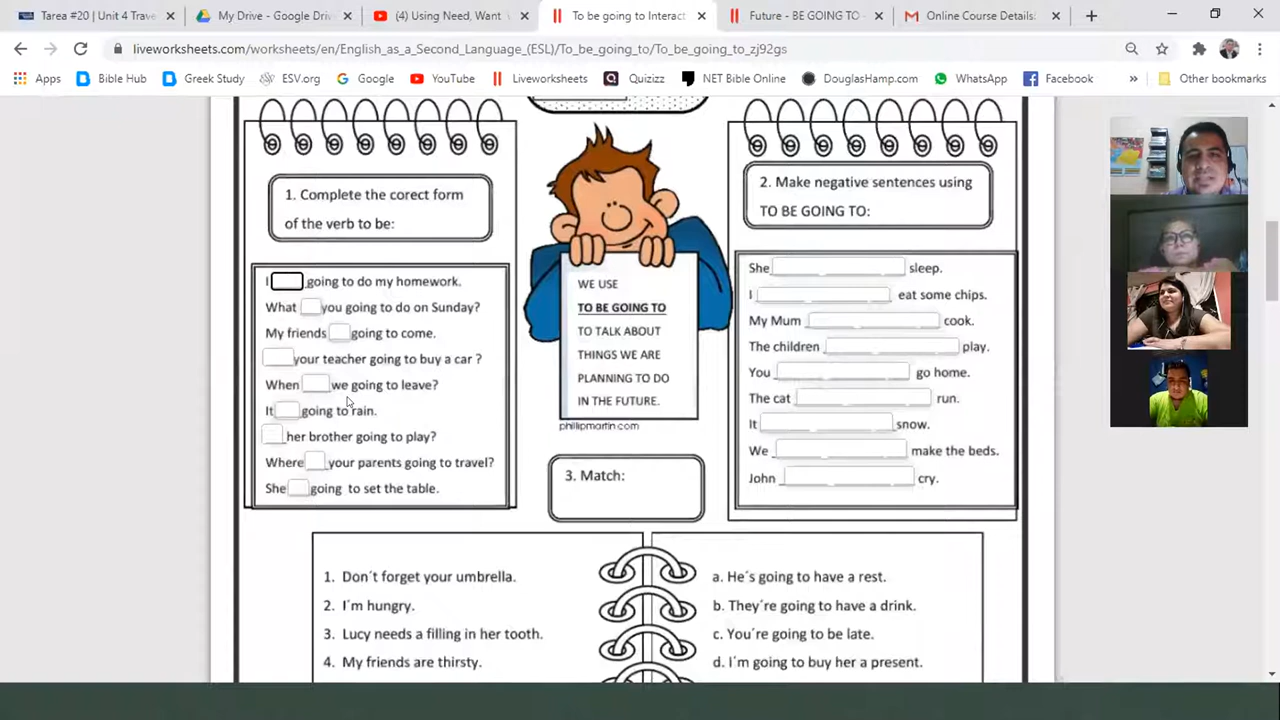 Tarea #20 | Unit 4 Trave
My Drive - Google Driv
(4) Using Need, Want
To be going to Interact
Future - BE GOING TO
Online Course Details:
liveworksheets.com/worksheets/en/English_as_a_Second_Language_(ESL)/To_be_going_to/To_be_going_to_zj92gs
Apps
Bible Hub
Greek Study
ESV.org
Google
YouTube
Liveworksheets
Quizizz
NET Bible Online
DouglasHamp.com
WhatsApp
Facebook
»
Other bookmarks
1. Complete the corect form
of the verb to be:
I going to do my homework.
What you going to do on Sunday?
My friends going to come.
your teacher going to buy a car ?
When we going to leave?
It going to rain.
her brother going to play?
Where your parents going to travel?
She going to set the table.
WE USE
TO BE GOING TO
TO TALK ABOUT
THINGS WE ARE
PLANNING TO DO
IN THE FUTURE.
phillipmartin.com
2. Make negative sentences using
TO BE GOING TO:
She sleep.
I eat some chips.
My Mum cook.
The children play.
You go home.
The cat run.
It snow.
We make the beds.
John cry.
3. Match:
1. Don´t forget your umbrella.
2. I´m hungry.
3. Lucy needs a filling in her tooth.
4. My friends are thirsty.
a. He´s going to have a rest.
b. They´re going to have a drink.
c. You´re going to be late.
d. I´m going to buy her a present.